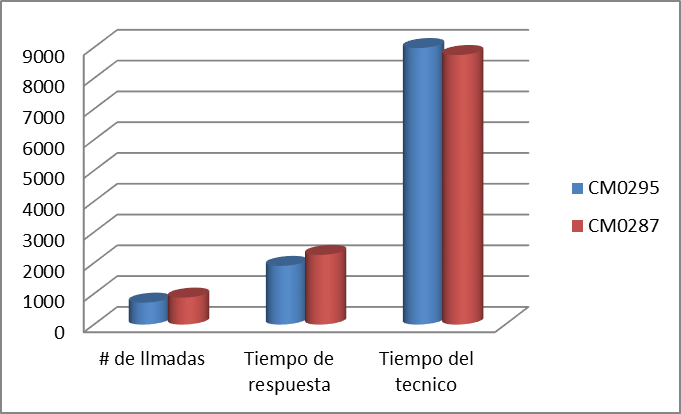 9000
8000
7000
6000
5000
4000
3000
2000
1000
0
# de llmadas
Tiempo de
respuesta
Tiempo del
tecnico
CM0295
CM0287